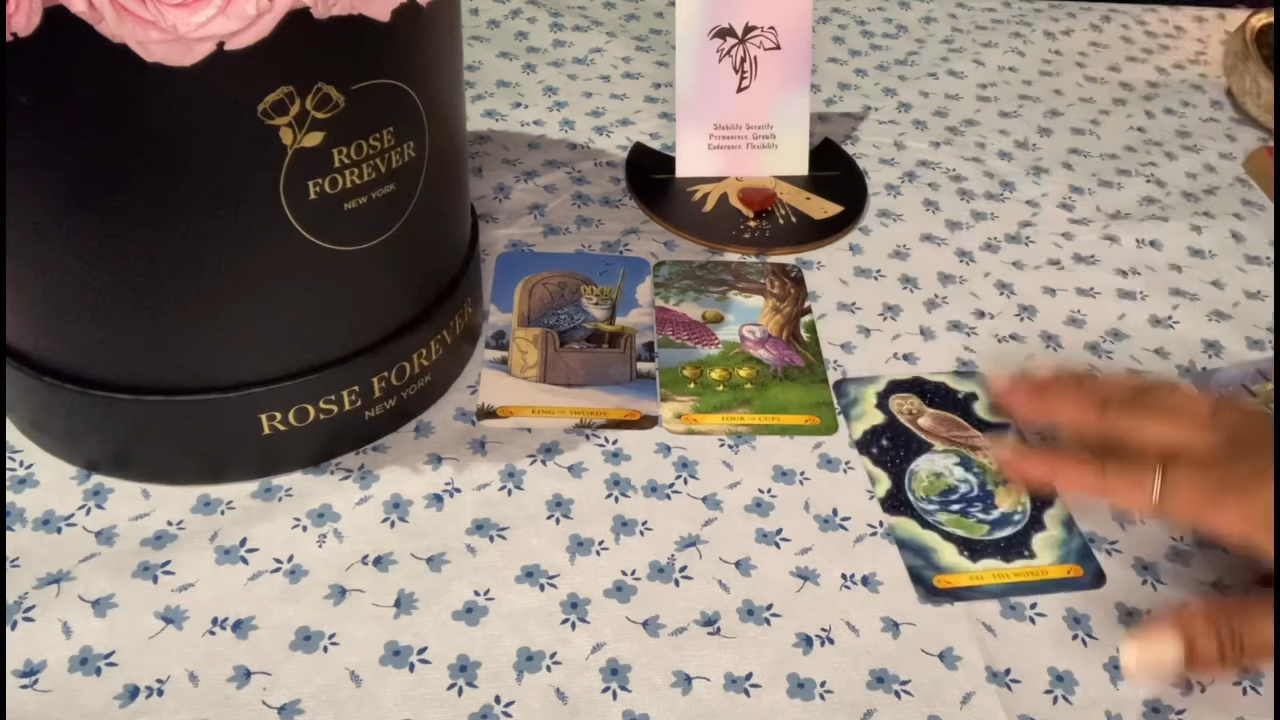 ROSE
FOREVER
NEW YORK
ROSE FOREVER
NEW YORK
Stability Security
Permanence Growth
Endurance Flexibility
KING OF SWORDS
FOUR OF CUPS
XXI - THE WORLD